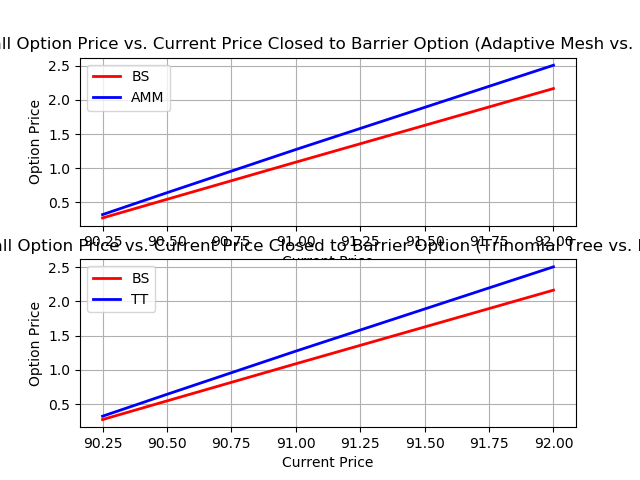 ll Option Price vs. Current Price Closed to Barrier Option (Adaptive Mesh vs.
2.5
2.0
1.5
1.0
0.5
Option Price
BS
AMM
90.25 90.50 90.75 91.00 91.25 91.50 91.75 92.00
Current Price
ll Option Price vs. Current Price Closed to Barrier Option (Trinomial Tree vs.
2.5
2.0
1.5
1.0
0.5
Option Price
BS
TT
90.25 90.50 90.75 91.00 91.25 91.50 91.75 92.00
Current Price